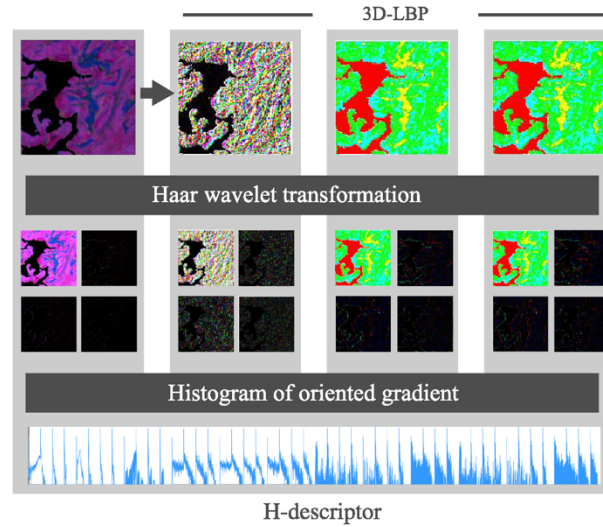 3D-LBP
Haar wavelet transformation
Histogram of oriented gradient
H-descriptor